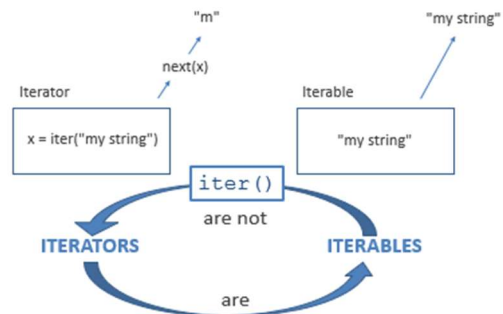 "m"
"my string"
next(x)
Iterator
Iterable
x = iter("my string")
"my string"
iter()
are not
ITERATORS
ITERABLES
are